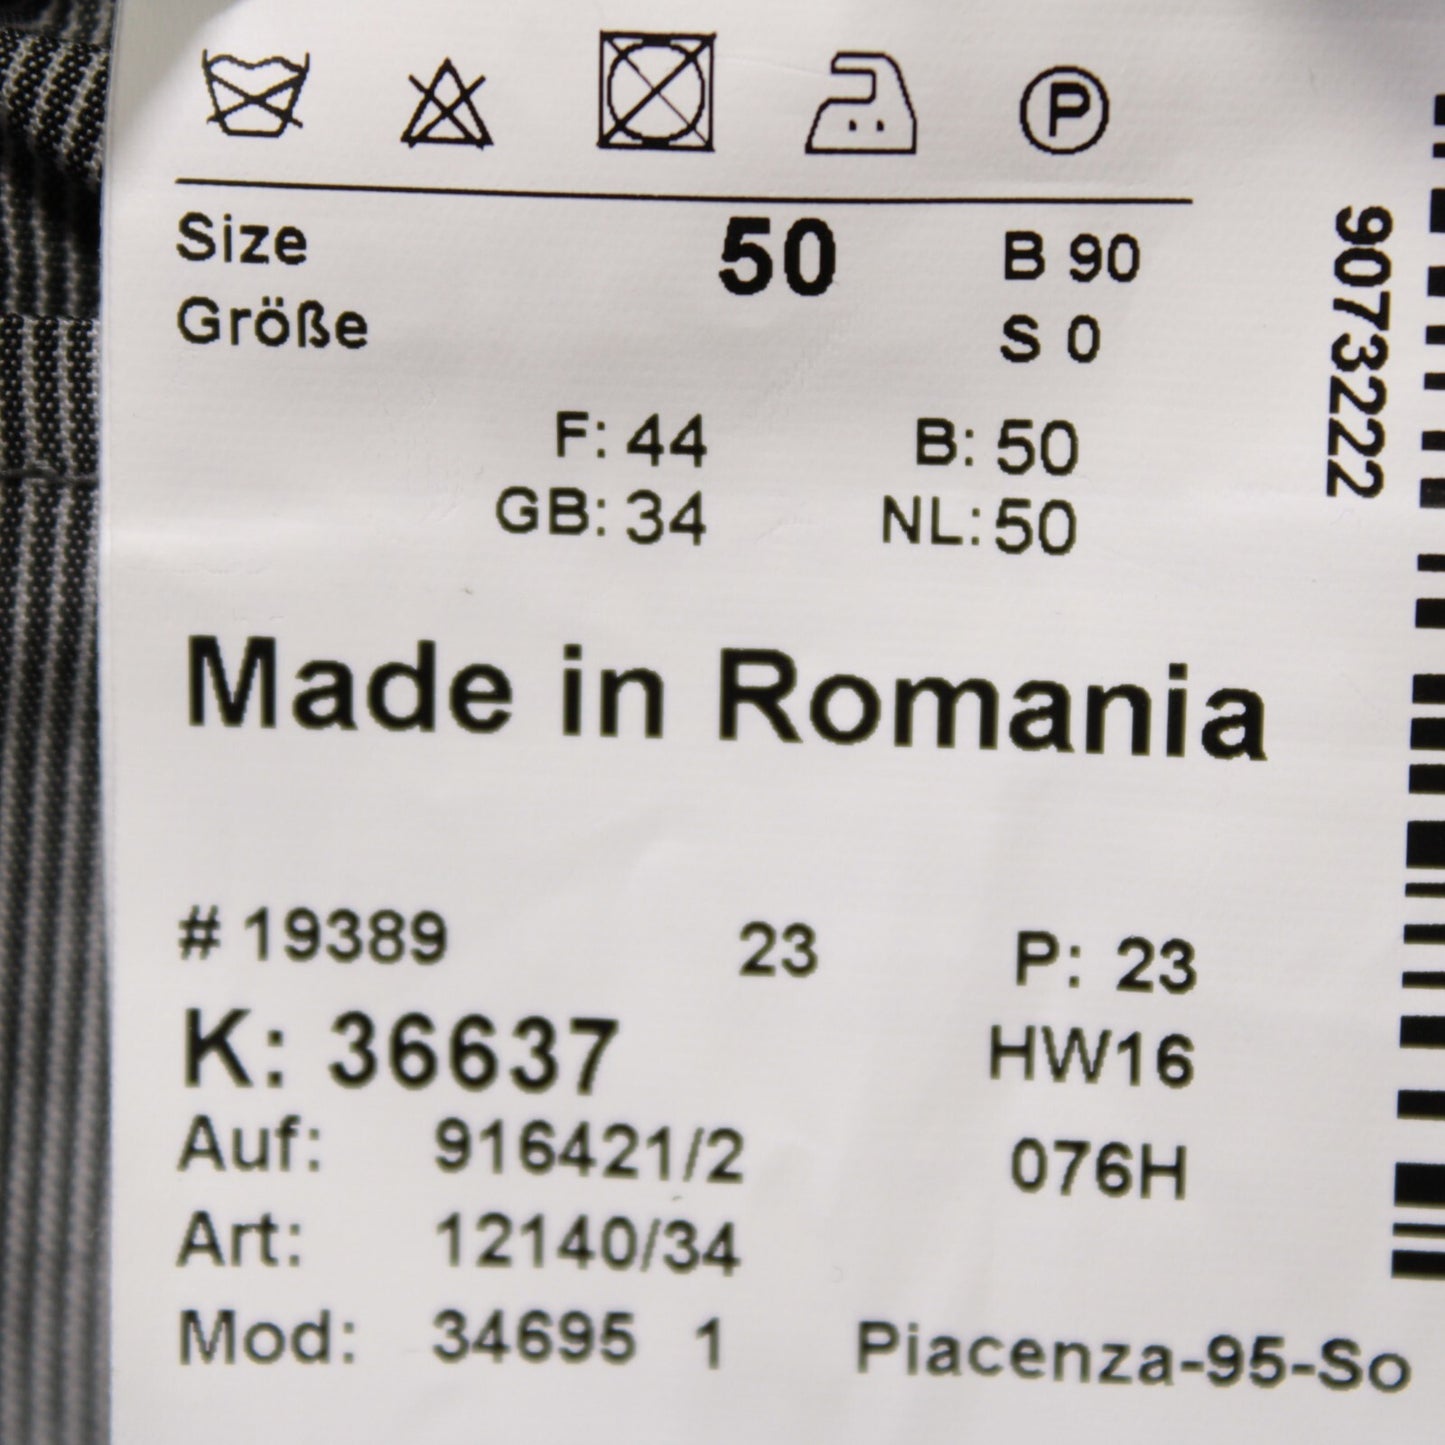 P
Size 50 B 90
Größe S 0
F: 44 B: 50
GB: 34 NL: 50
Made in Romania
# 19389 23 P: 23
K: 36637 HW16
Auf: 916421/2 076H
Art: 12140/34
Mod: 34695 1 Piacenza-95-So
9073222